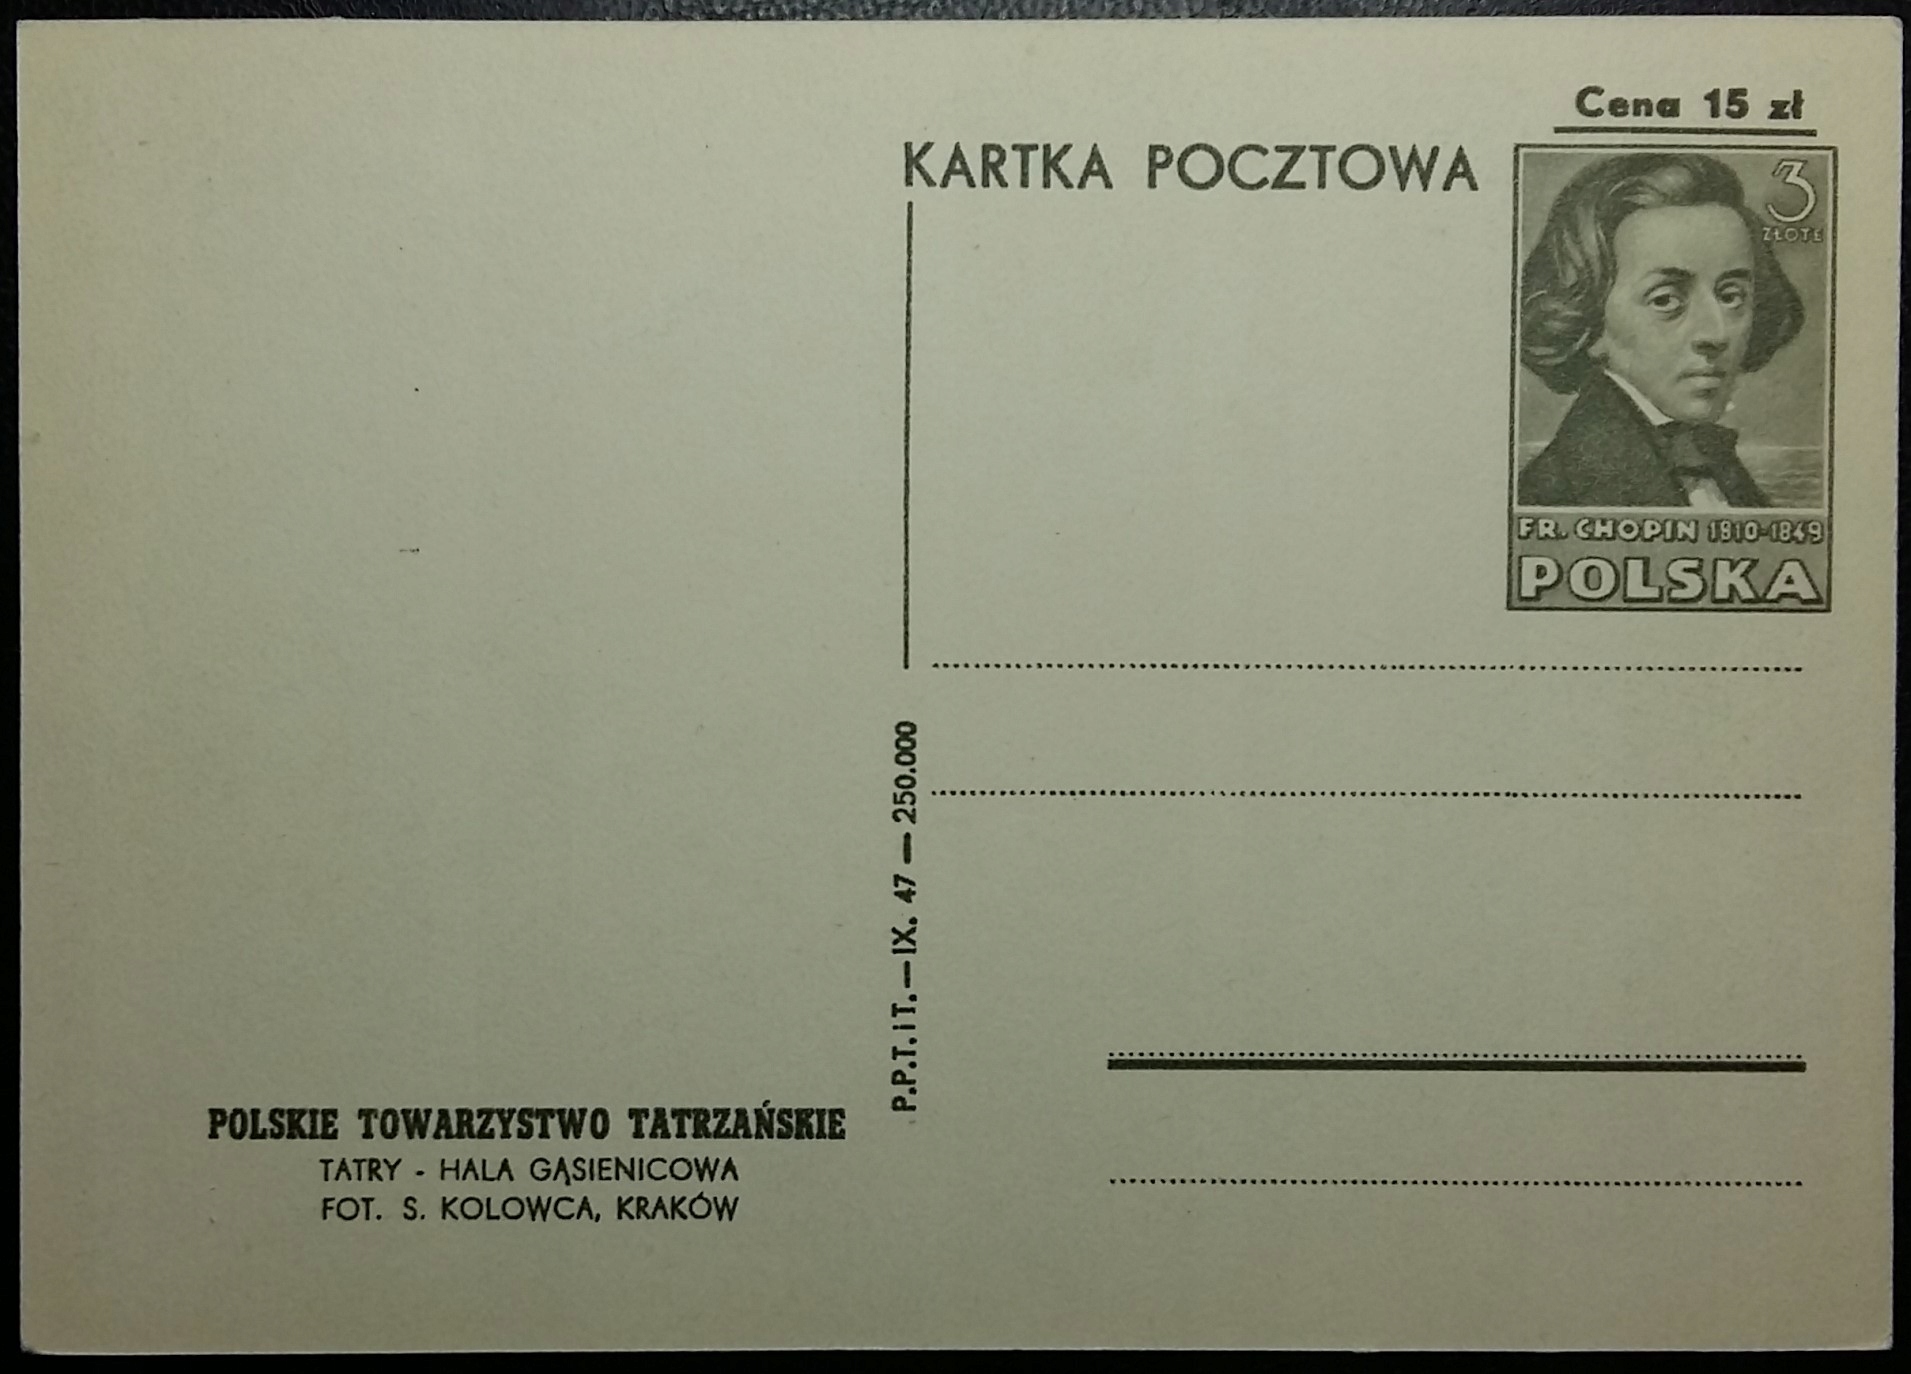 Cena 15 zł
KARTKA POCZTOWA
3
ZŁOTE
FR. CHOPIN 1810-1849
POLSKA
P.P.T. i T. — IX. 47 — 250.000
POLSKIE TOWARZYSTWO TATRZAŃSKIE
TATRY - HALA GĄSIENICOWA
FOT. S. KOLOWCA, KRAKÓW